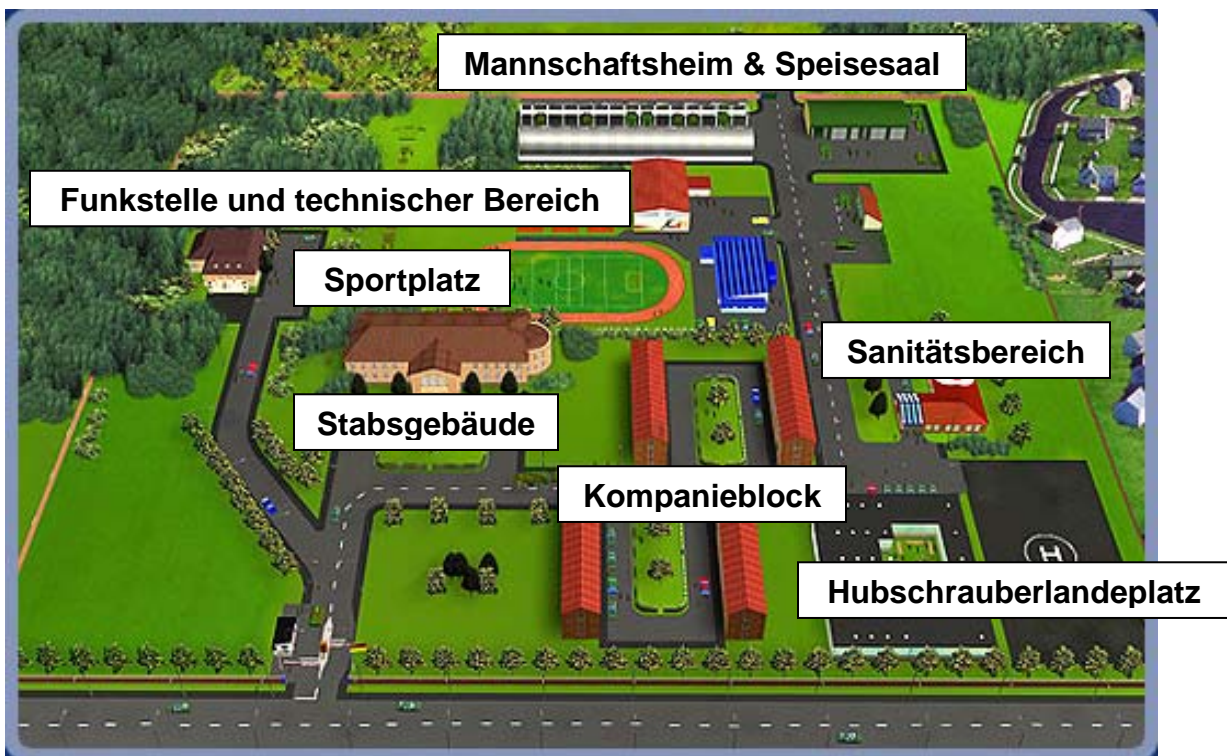 Mannschaftsheim & Speisesaal
Funkstelle und technischer Bereich
Sportplatz
Sanitätsbereich
Stabsgebäude
Kompanieblock
H
Hubschrauberlandeplatz